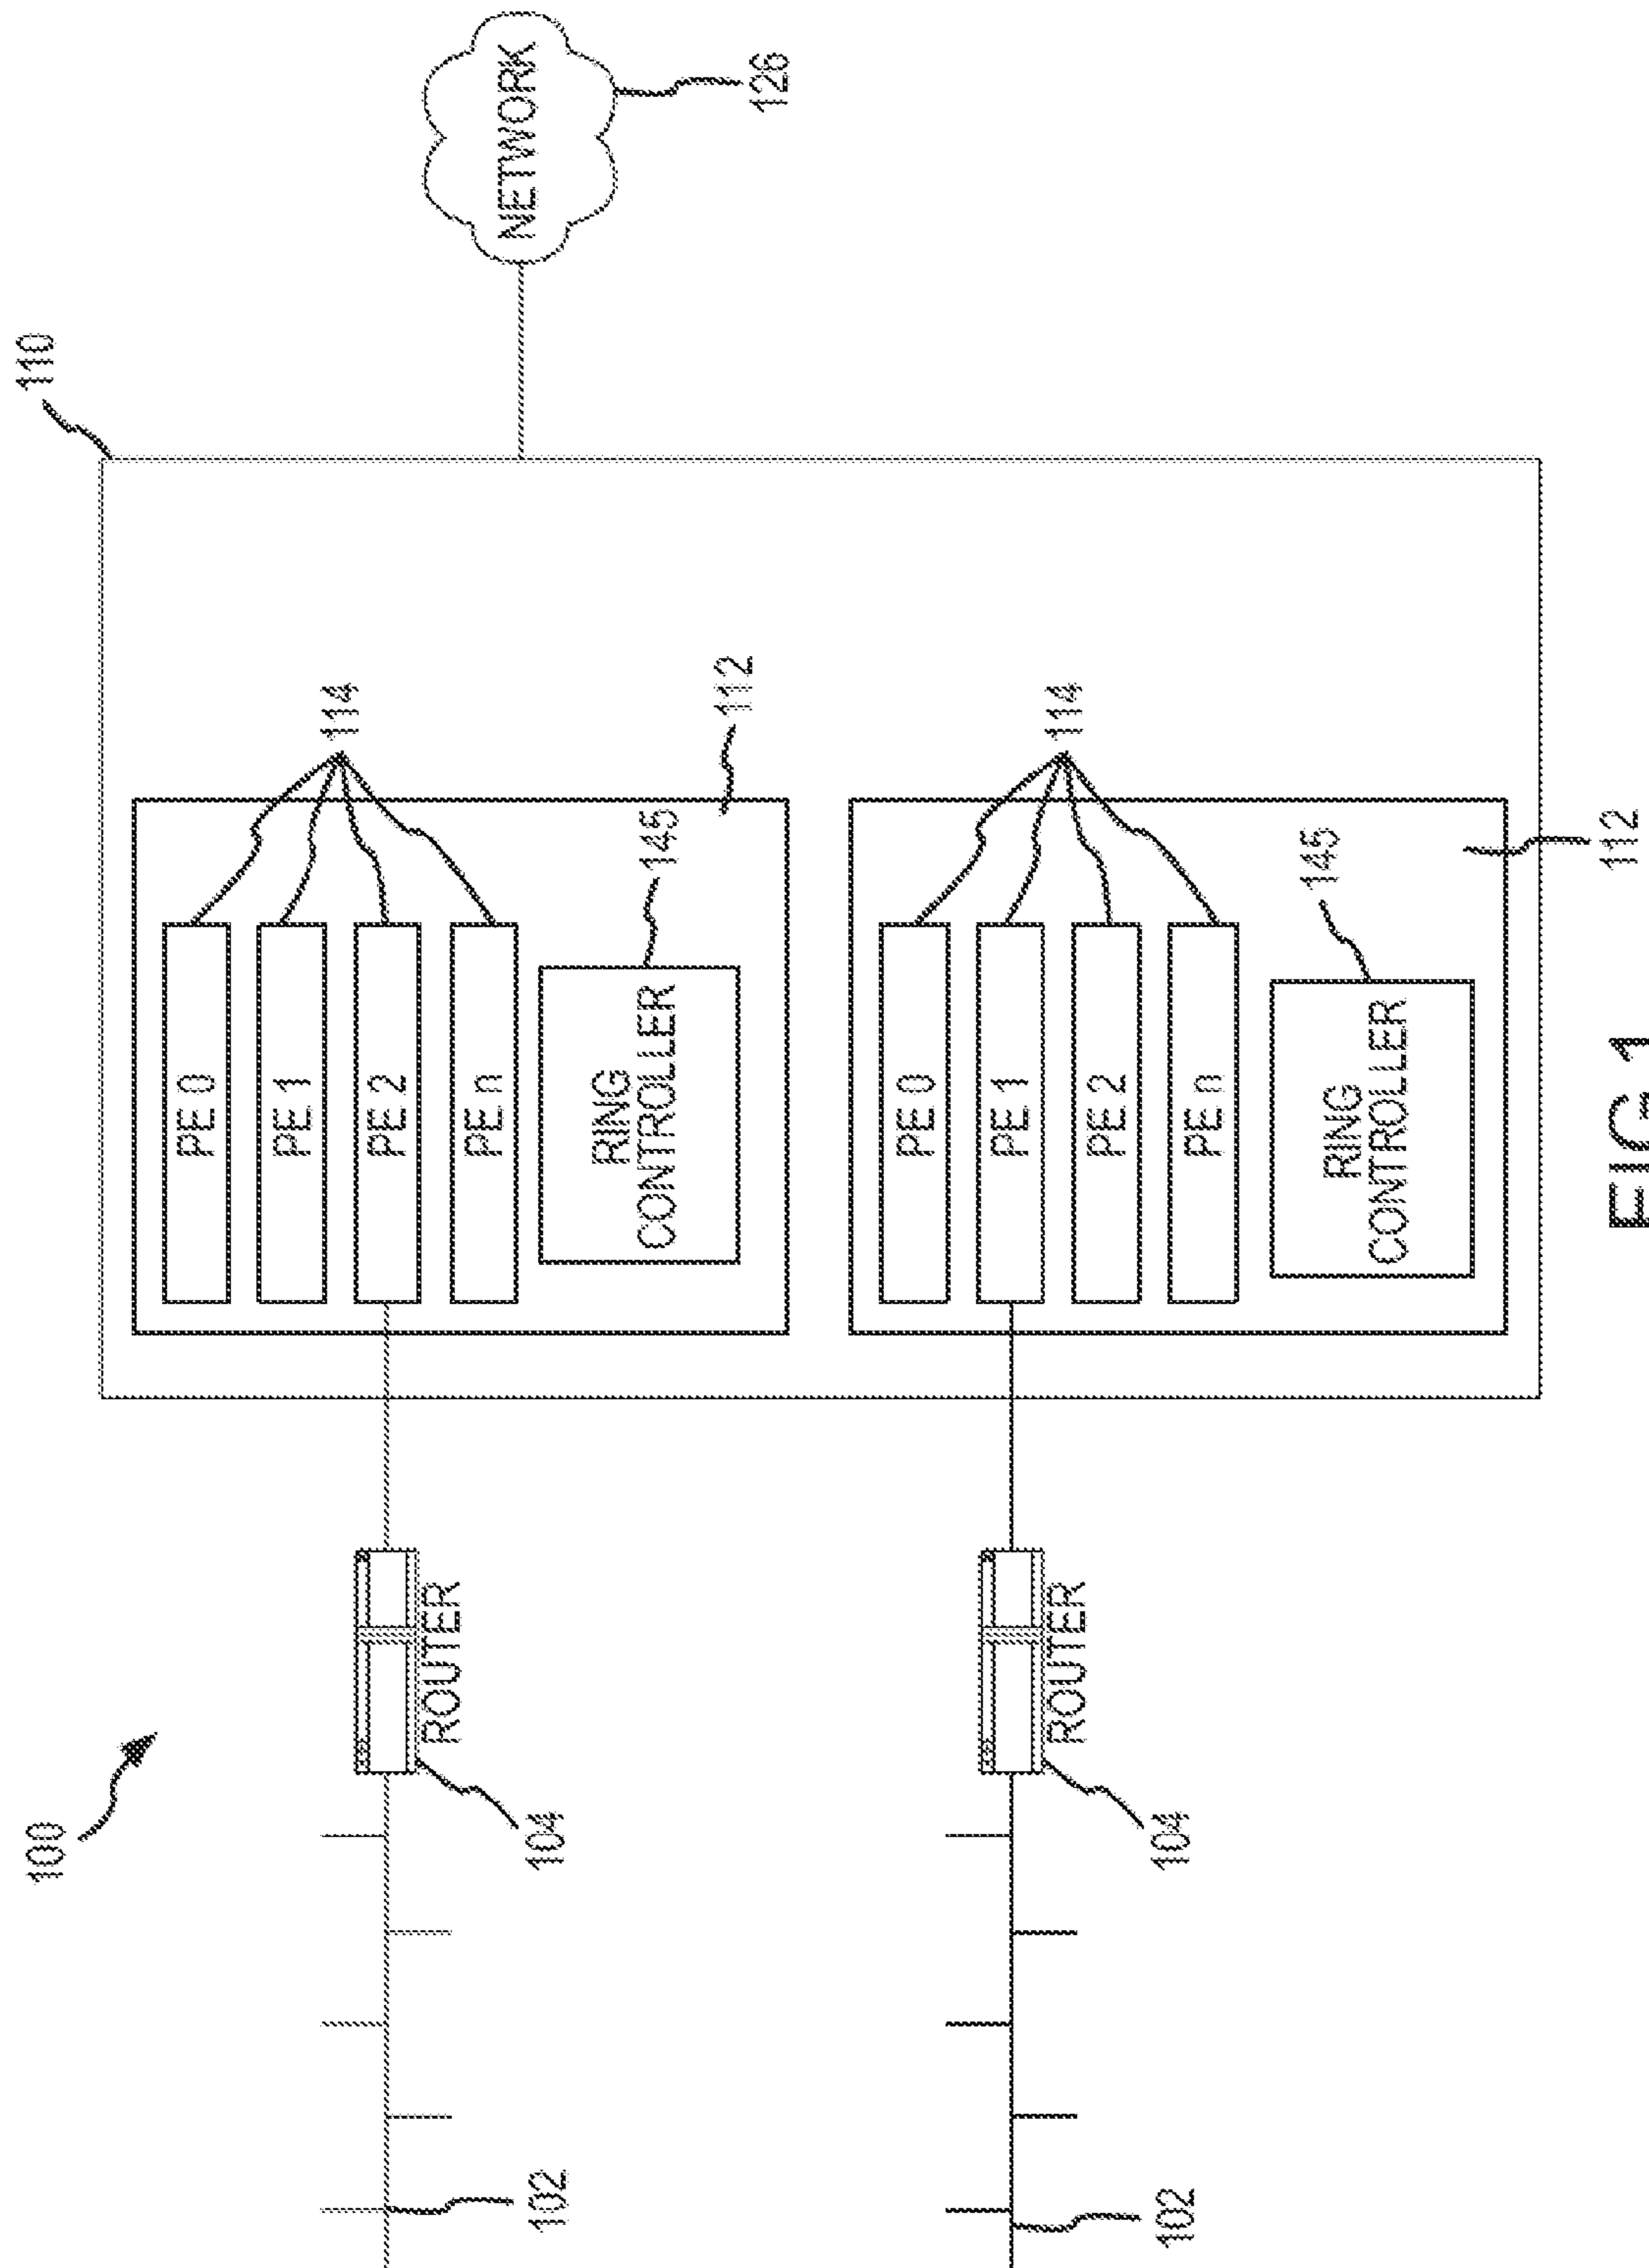 100
110
PE 0
PE 1
114
PE 2
ROUTER
PE n
NETWORK
102
104
RING
CONTROLLER
145
112
126
PE 0
PE 1
114
ROUTER
PE 2
102
104
PE n
145
RING
CONTROLLER
112
FIG. 1